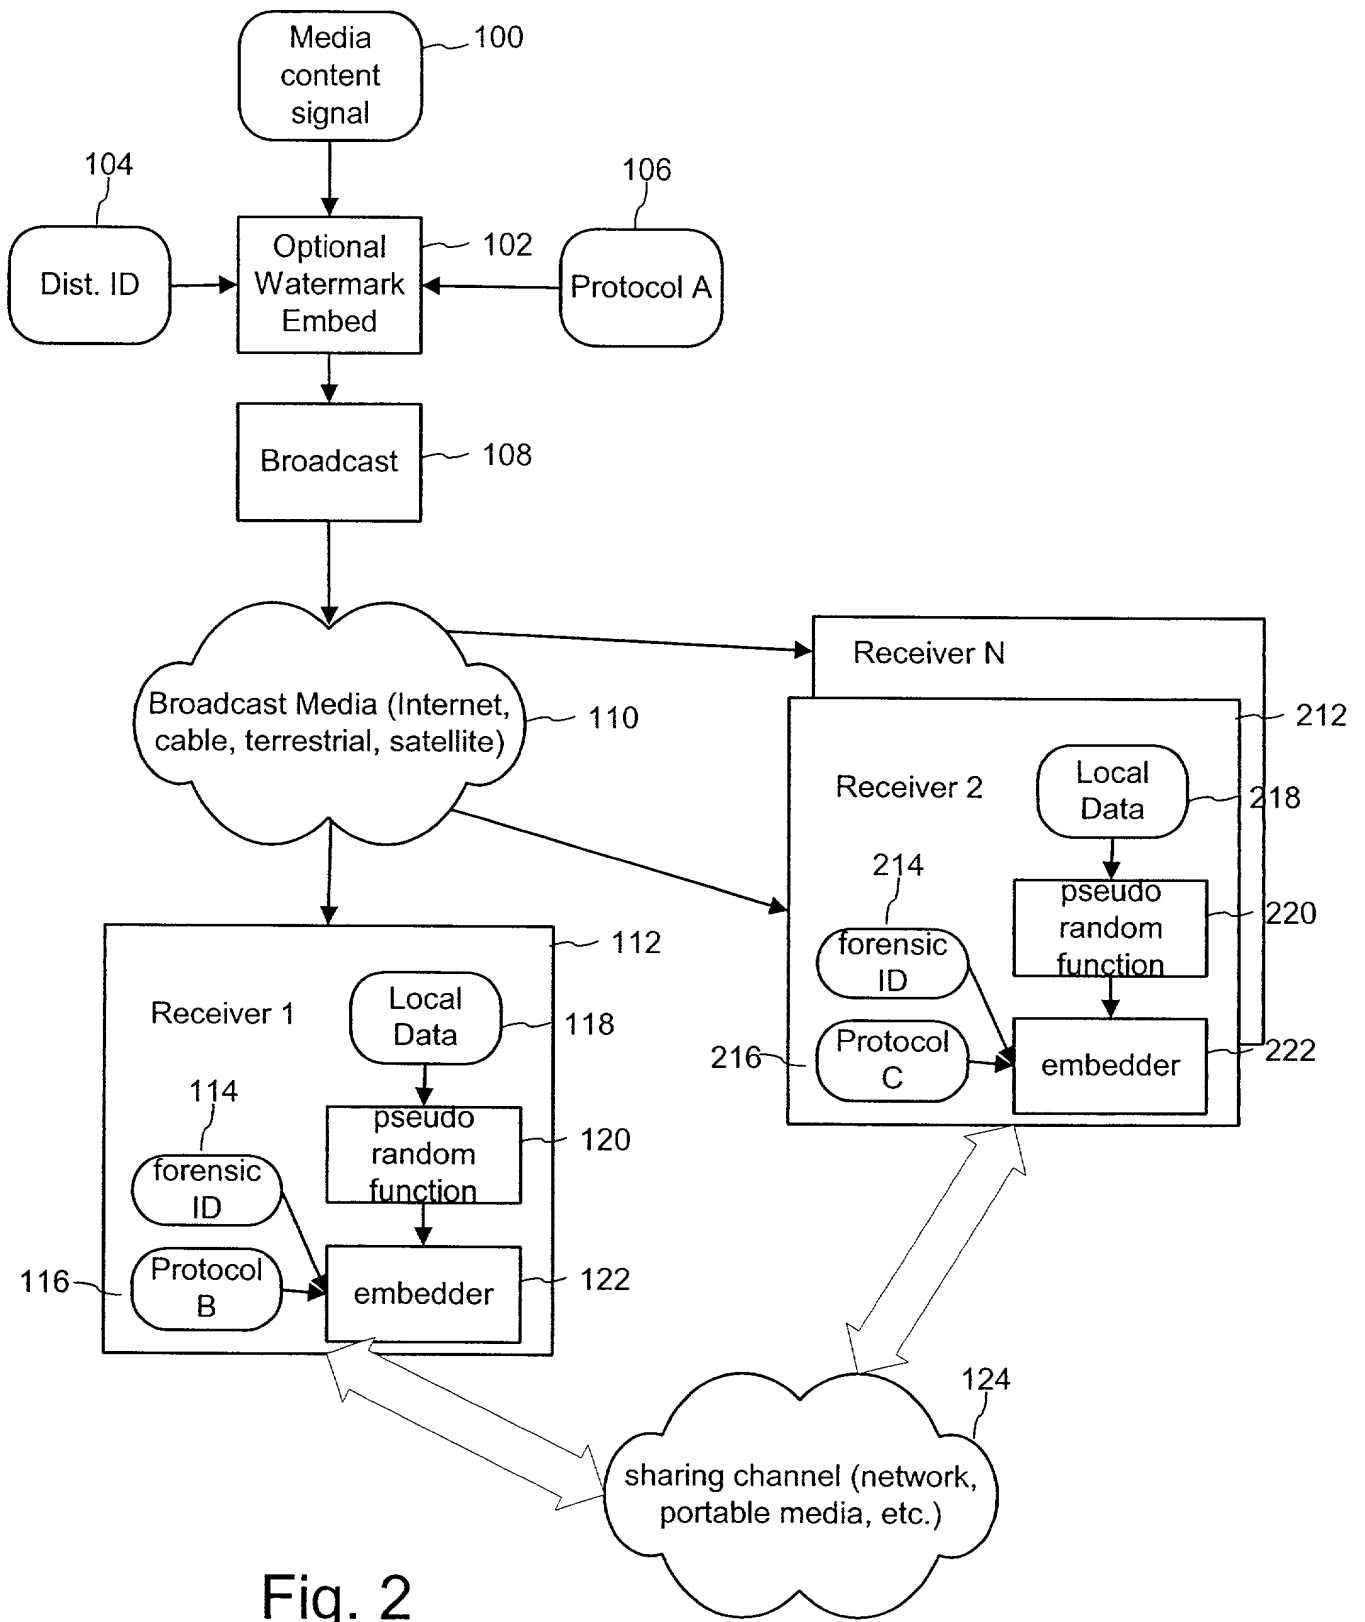 Media
content
signal
100
104
106
Dist. ID
Optional
Watermark
Embed
102
Protocol A
Broadcast
108
Broadcast Media (Internet,
cable, terrestrial, satellite)
110
Receiver N
212
Receiver 2
Local
Data
218
214
forensic
ID
pseudo
random
function
220
216
Protocol
C
embedder
222
112
Receiver 1
Local
Data
118
114
forensic
ID
pseudo
random
function
120
116
Protocol
B
embedder
122
124
sharing channel (network,
portable media, etc.)
Fig. 2